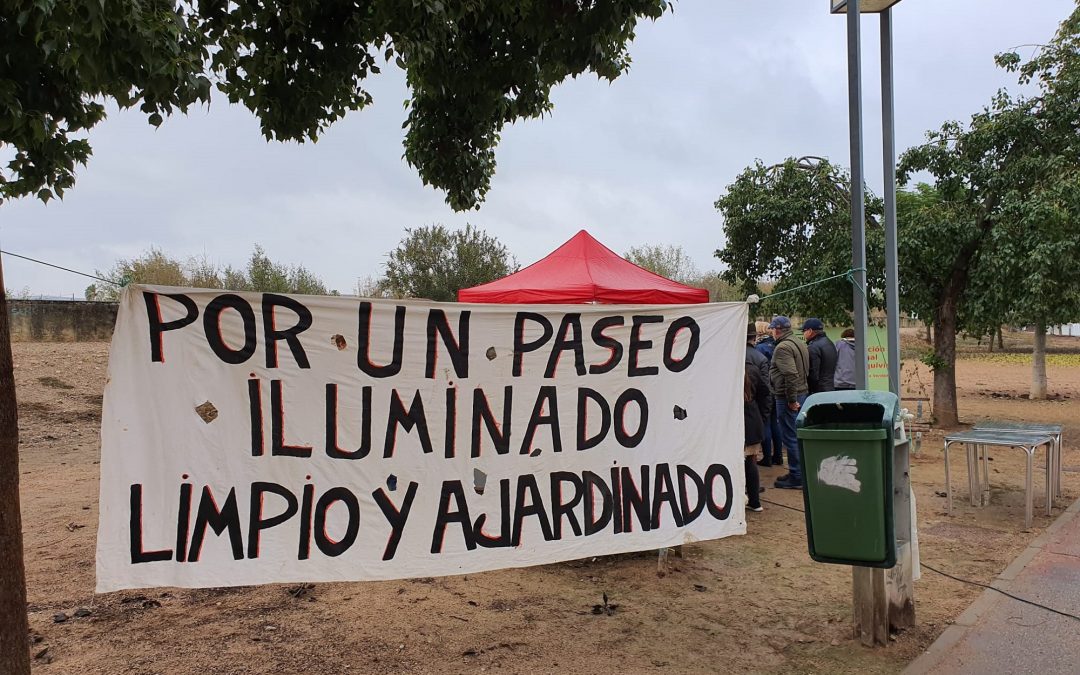 POR UN PASEO
iLUMiNADO
LiMPiO Y AJARDiNADO